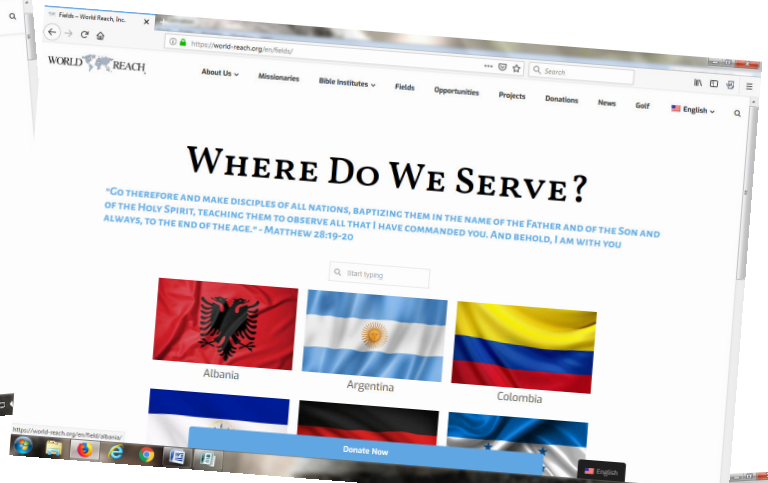 Fields – World Reach, Inc.
https://world-reach.org/en/fields/
Search
WORLD REACH
About Us
Missionaries
Bible Institutes
Fields
Opportunities
Projects
Donations
News
Golf
English
WHERE DO WE SERVE?
"GO THEREFORE AND MAKE DISCIPLES OF ALL NATIONS, BAPTIZING THEM IN THE NAME OF THE FATHER AND OF THE SON AND
OF THE HOLY SPIRIT, TEACHING THEM TO OBSERVE ALL THAT I HAVE COMMANDED YOU. AND BEHOLD, I AM WITH YOU
ALWAYS, TO THE END OF THE AGE." - MATTHEW 28:19-20
Start typing
Albania
Argentina
Colombia
https://world-reach.org/en/field/albania/
Donate Now
English